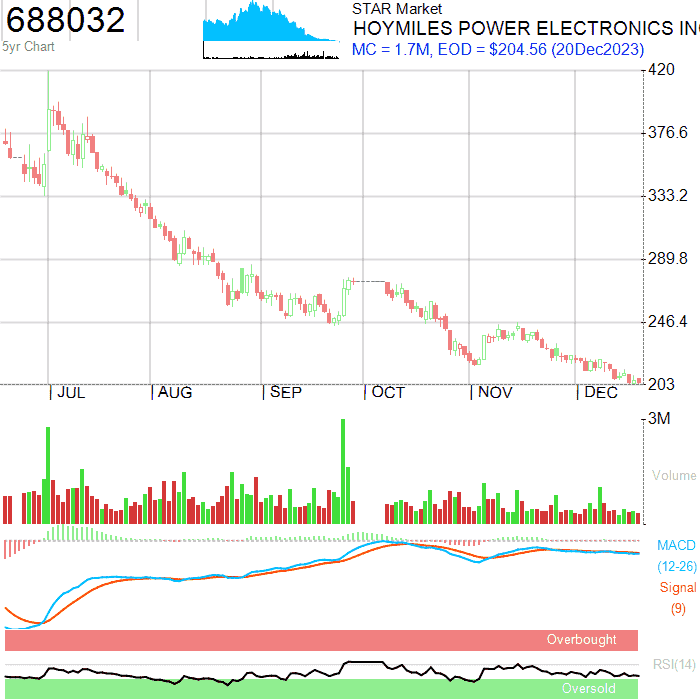 688032
5yr Chart
STAR Market
HOYMILES POWER ELECTRONICS IN
MC = 1.7M, EOD = $204.56 (20Dec2023)
420
376.6
333.2
289.8
246.4
203
JUL AUG SEP OCT NOV DEC
3M
Volume
MACD
(12-26)
Signal
(9)
Overbought
RSI(14)
Oversold